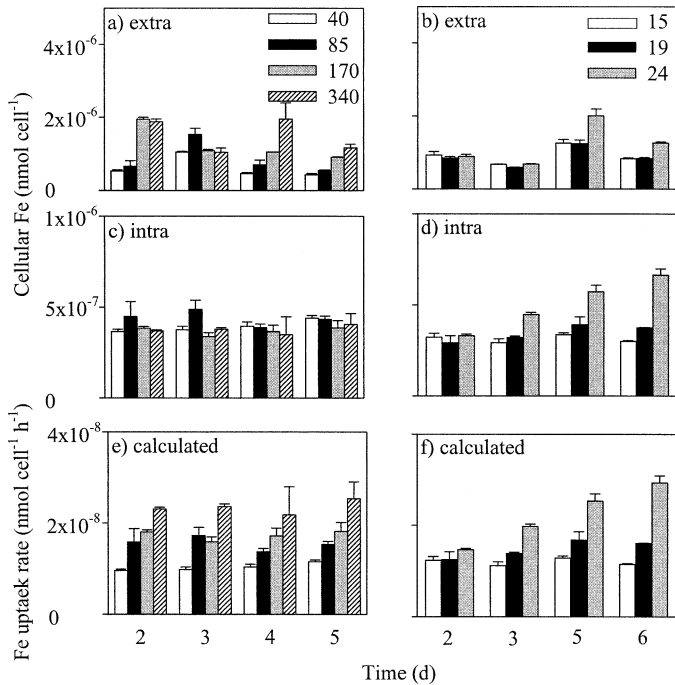 a) extra
40
85
170
340
b) extra
15
19
24
4x10⁻⁶
2x10⁻⁶
0
Cellular Fe (nmol cell⁻¹)
c) intra
d) intra
1x10⁻⁶
5x10⁻⁷
0
Fe uptaek rate (nmol cell⁻¹ h⁻¹)
e) calculated
f) calculated
4x10⁻⁸
2x10⁻⁸
0
2 3 4 5
2 3 5 6
Time (d)